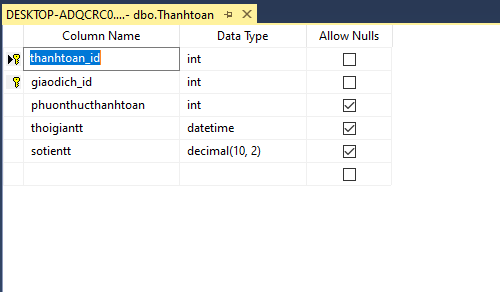 DESKTOP-ADQCRC0....- dbo.Thanhtoan
Column Name Data Type Allow Nulls
thanhtoan_id int
giaodich_id int
phuonthucthanhtoan int
thoigiantt datetime
sotientt decimal(10, 2)